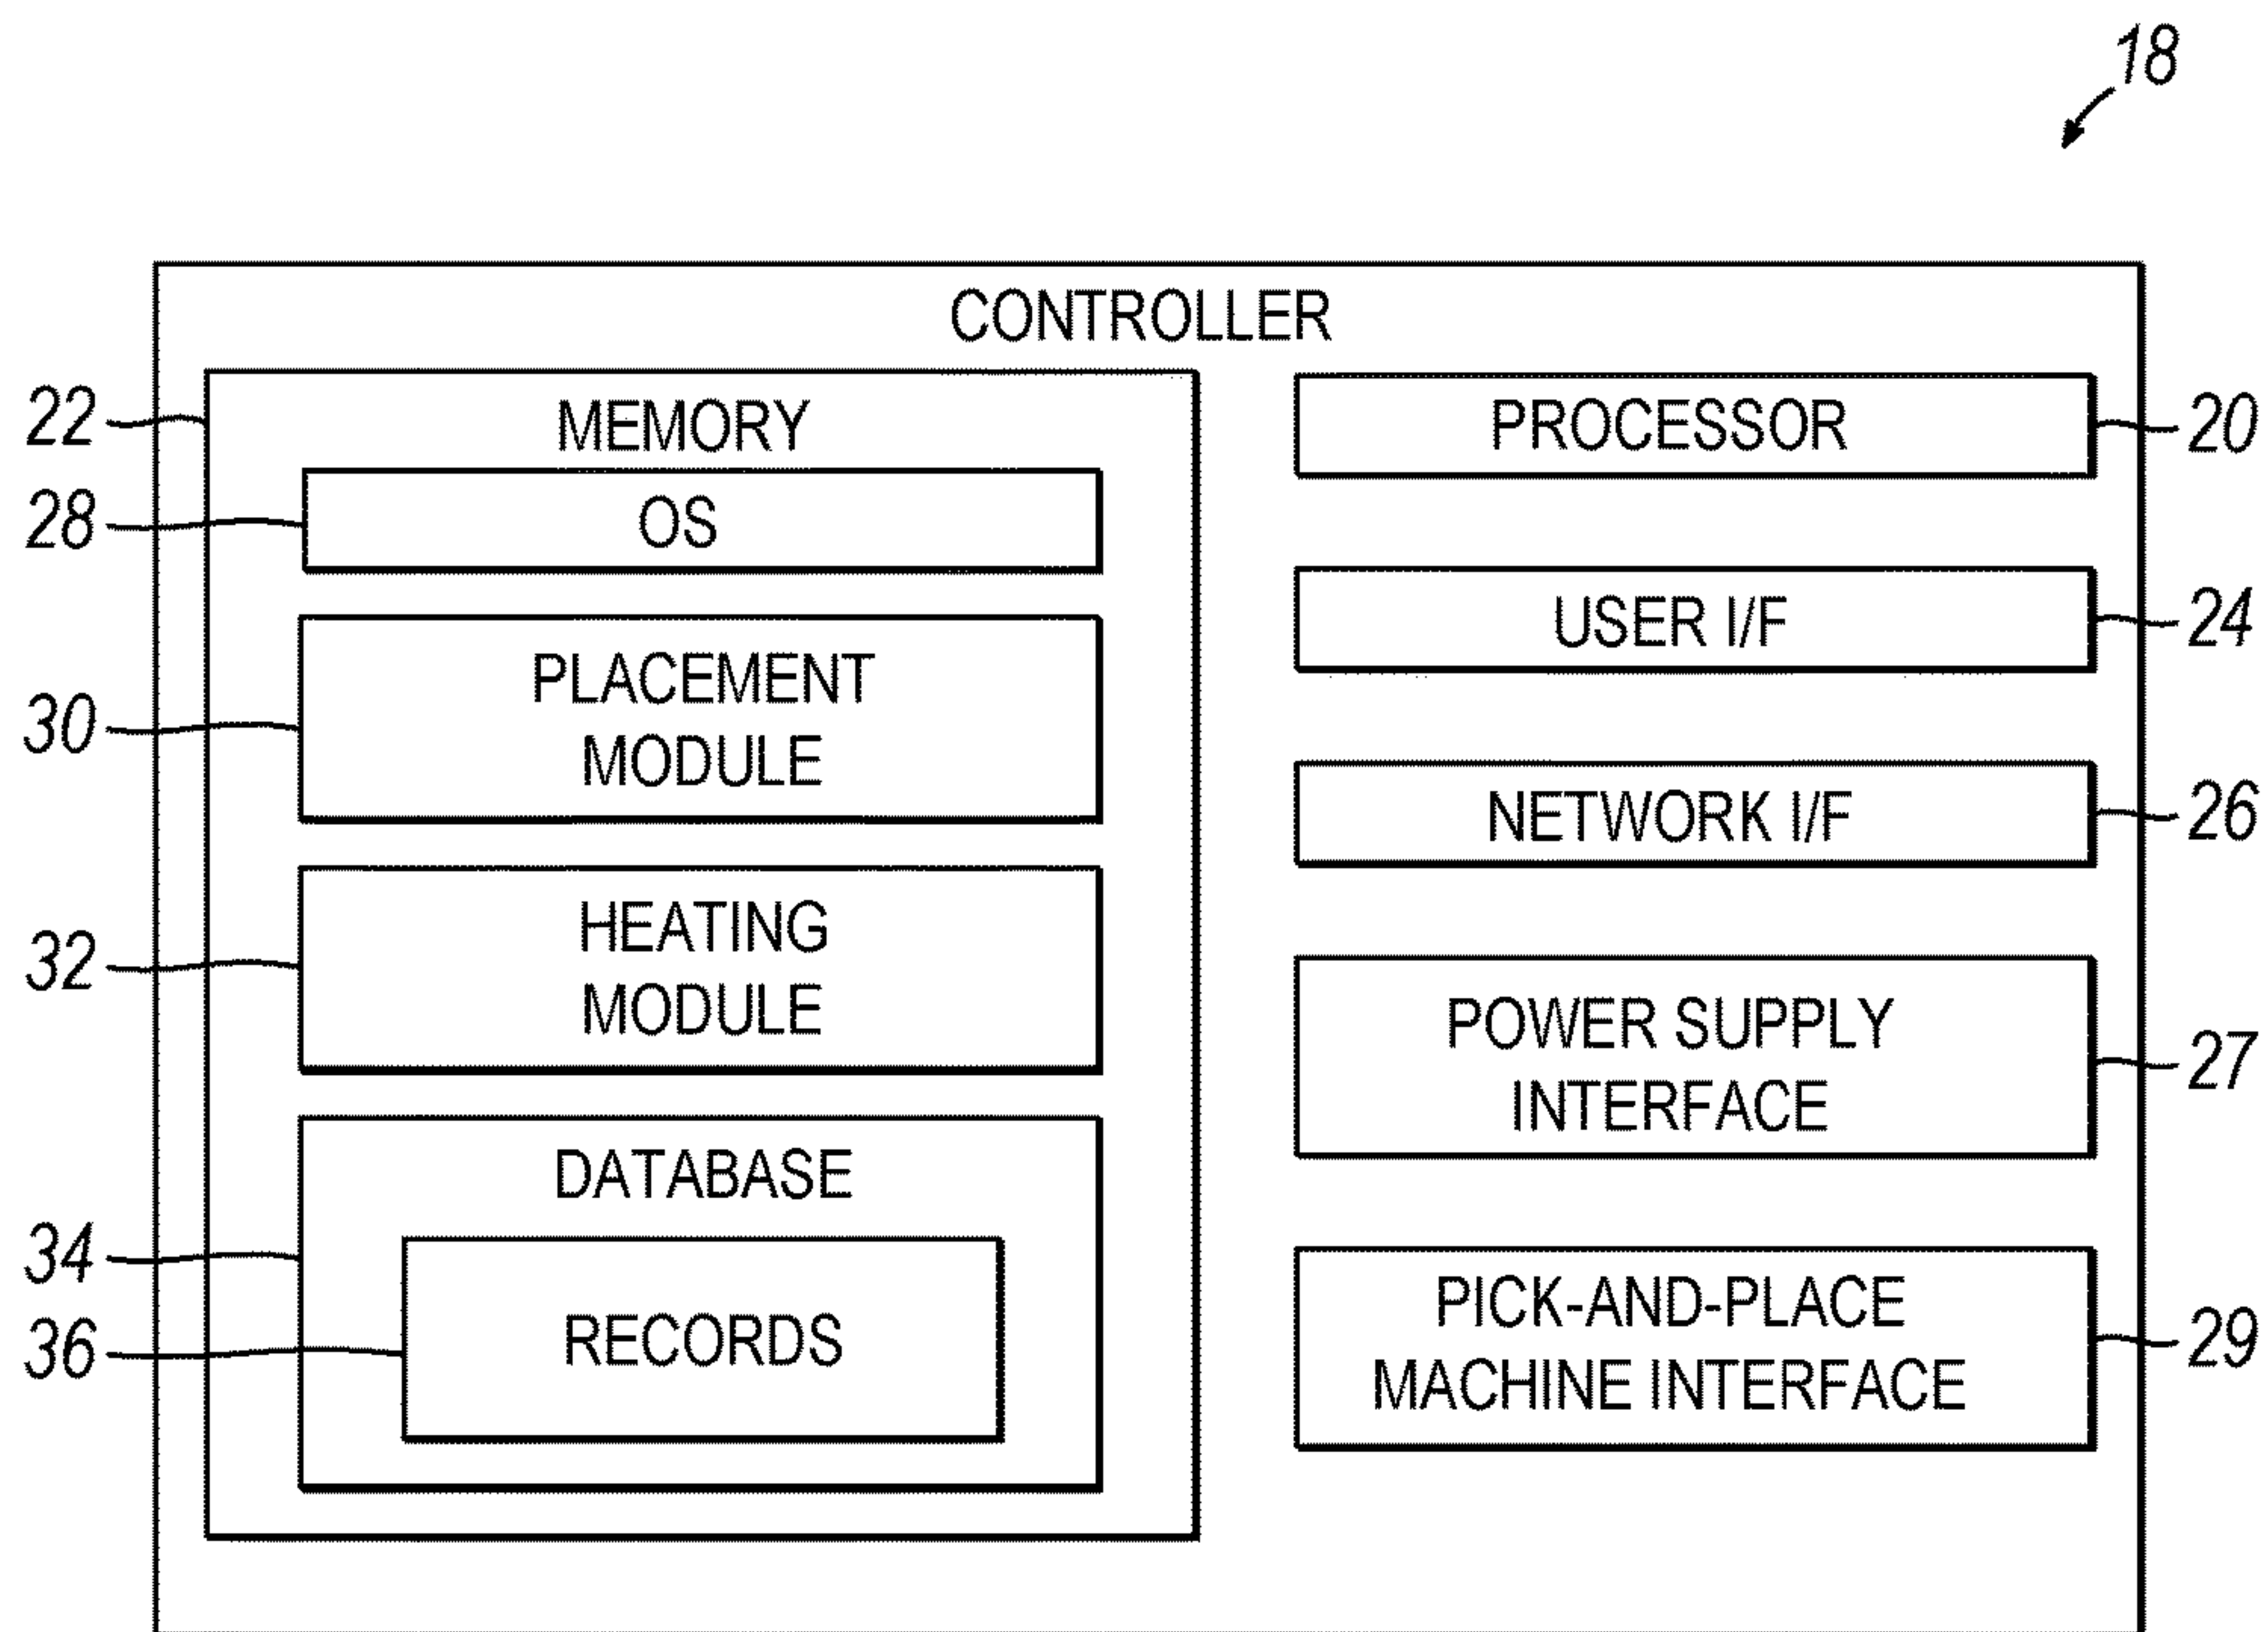 18
CONTROLLER
22
MEMORY
28
OS
30
PLACEMENT
MODULE
32
HEATING
MODULE
34
DATABASE
36
RECORDS
PROCESSOR
20
USER I/F
24
NETWORK I/F
26
POWER SUPPLY
INTERFACE
27
PICK-AND-PLACE
MACHINE INTERFACE
29